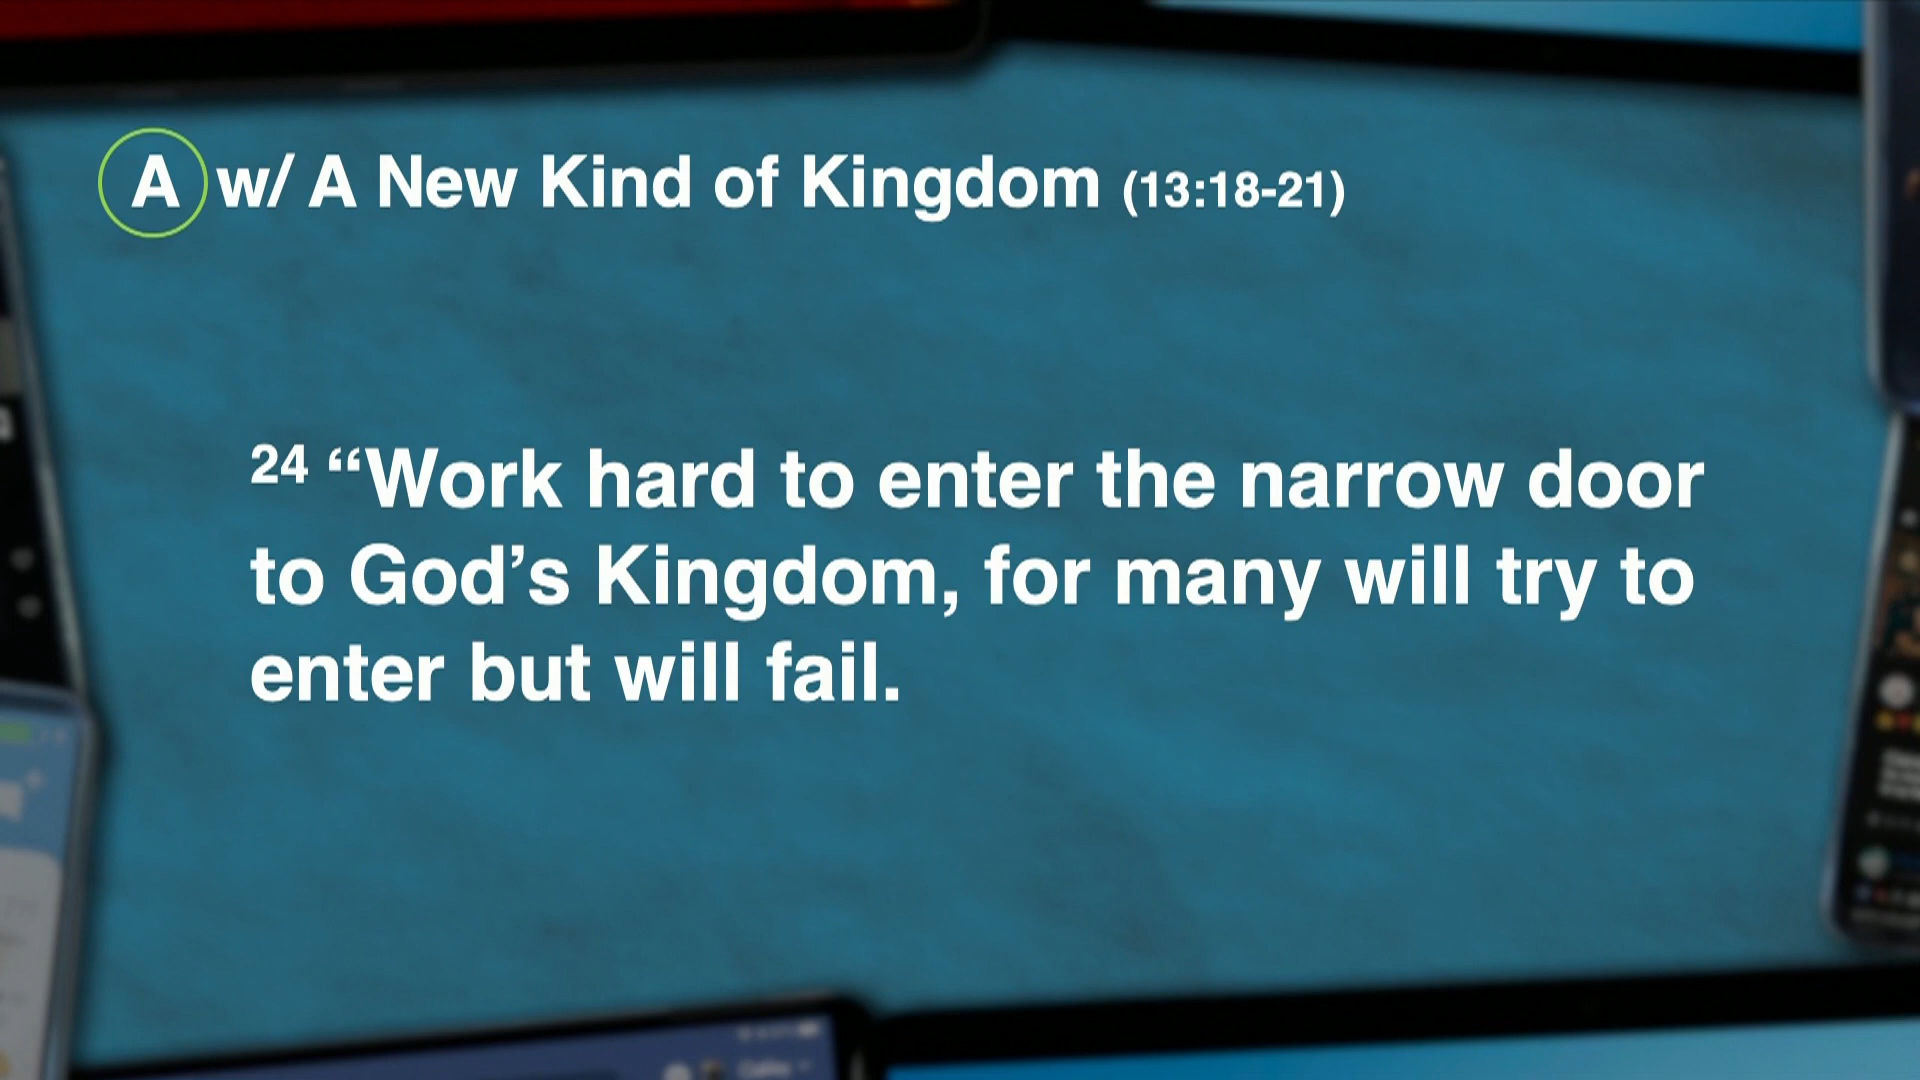 A w/ A New Kind of Kingdom (13:18-21)
24 “Work hard to enter the narrow door
to God’s Kingdom, for many will try to
enter but will fail.